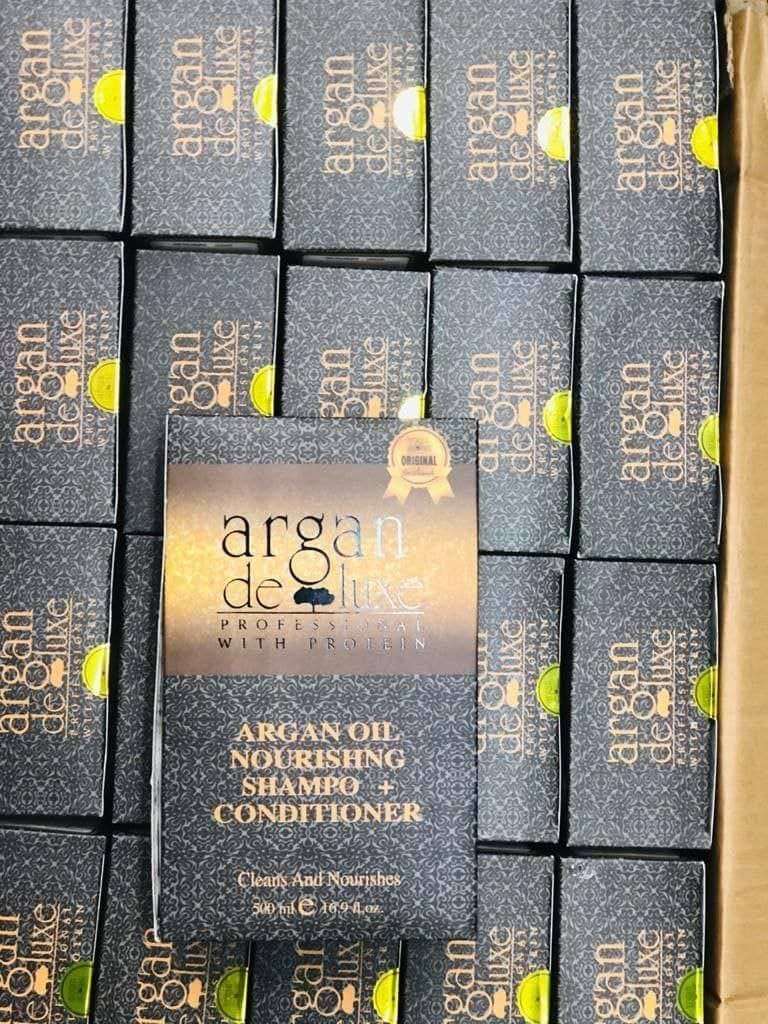 argan
de luxe
PROFESSIONAL
WITH PROTEIN
ORIGINAL
ARGAN OIL
NOURISHNG
SHAMPO +
CONDITIONER
Cleans And Nourishes
500 ml e 16.9 fl.oz.